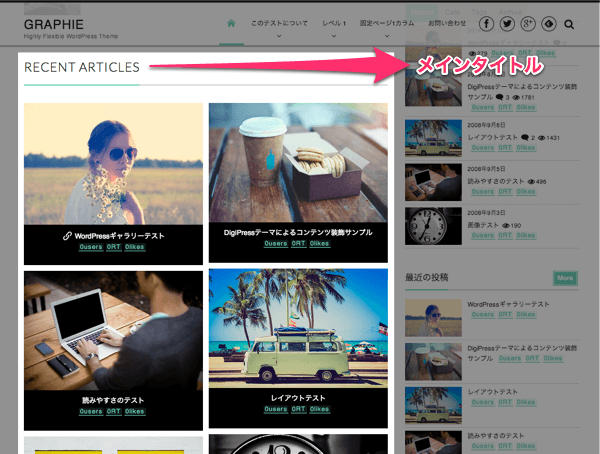 GRAPHIE
Highly Flexible WordPress Theme
このテストについて
レベル 1
固定ページ1カラム
お問い合わせ
RECENT ARTICLES
メインタイトル
WordPressギャラリーテスト
0users 0RT 0likes
DigiPressテーマによるコンテンツ装飾サンプル
0users 0RT 0likes
読みやすさのテスト
0users 0RT 0likes
レイアウトテスト
0users 0RT 0likes
279 0users 0RT 0likes
DigiPressテーマによるコンテンツ装飾
サンプル 3 1781
2008年9月6日
レイアウトテスト 2 1431
2008年9月5日
読みやすさのテスト 496
2008年9月3日
画像テスト 190
最近の投稿
More
WordPressギャラリーテスト
0users 0RT 0likes
DigiPressテーマによるコンテンツ装飾
サンプル 0users 0RT 0likes
レイアウトテスト
0users 0RT 0likes
読みやすさのテスト
0users 0RT 0likes